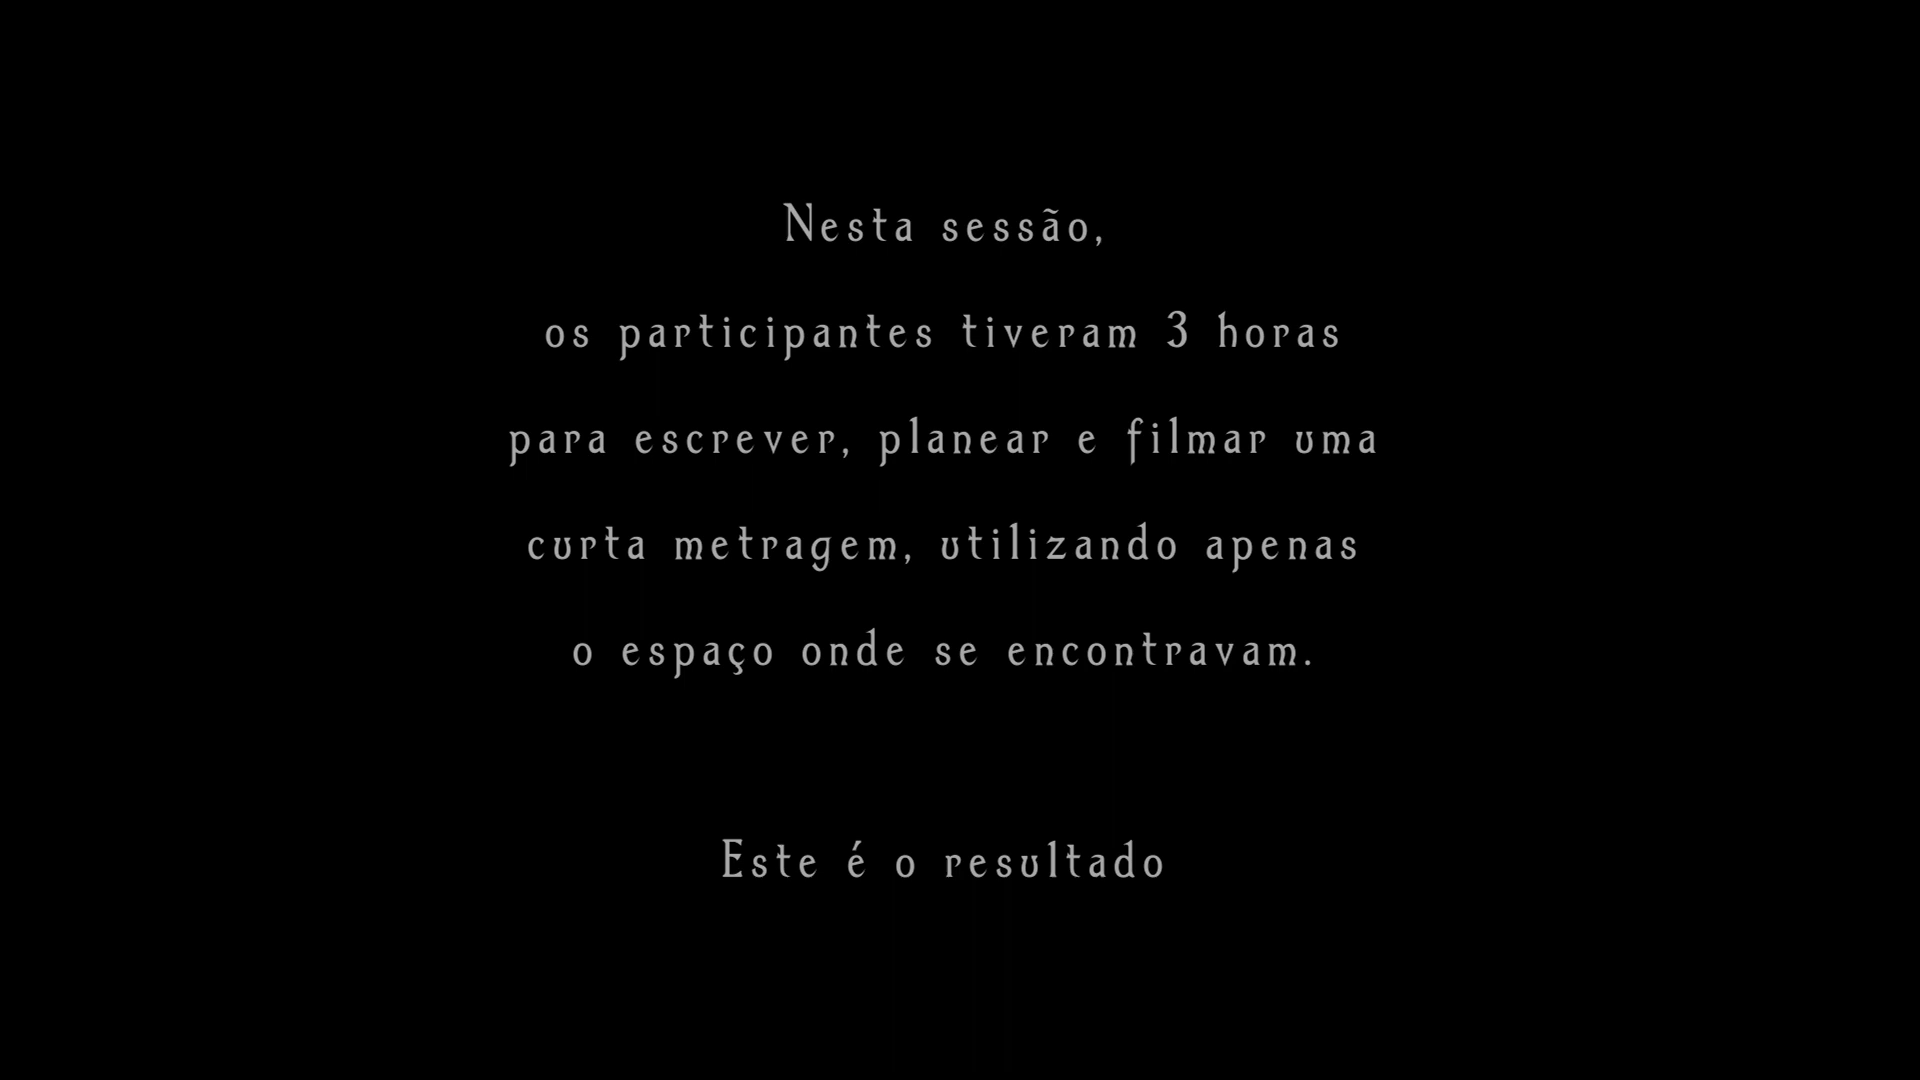 Nesta sessão,
os participantes tiveram 3 horas
para escrever, planear e filmar uma
curta metragem, utilizando apenas
o espaço onde se encontravam.
Este é o resultado